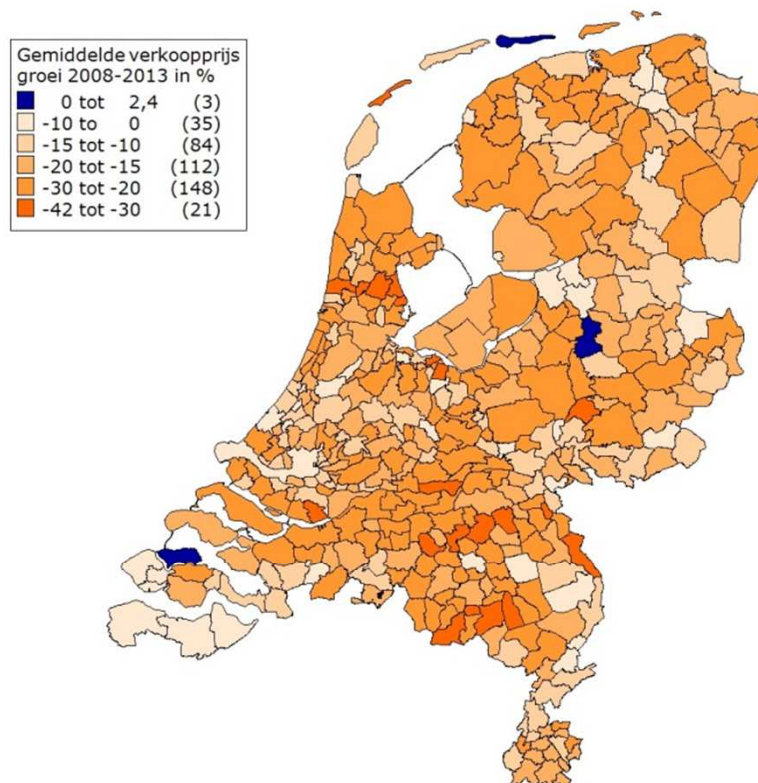 Gemiddelde verkoopprijs
groei 2008-2013 in %
0 tot 2,4 (3)
-10 to 0 (35)
-15 tot -10 (84)
-20 tot -15 (112)
-30 tot -20 (148)
-42 tot -30 (21)